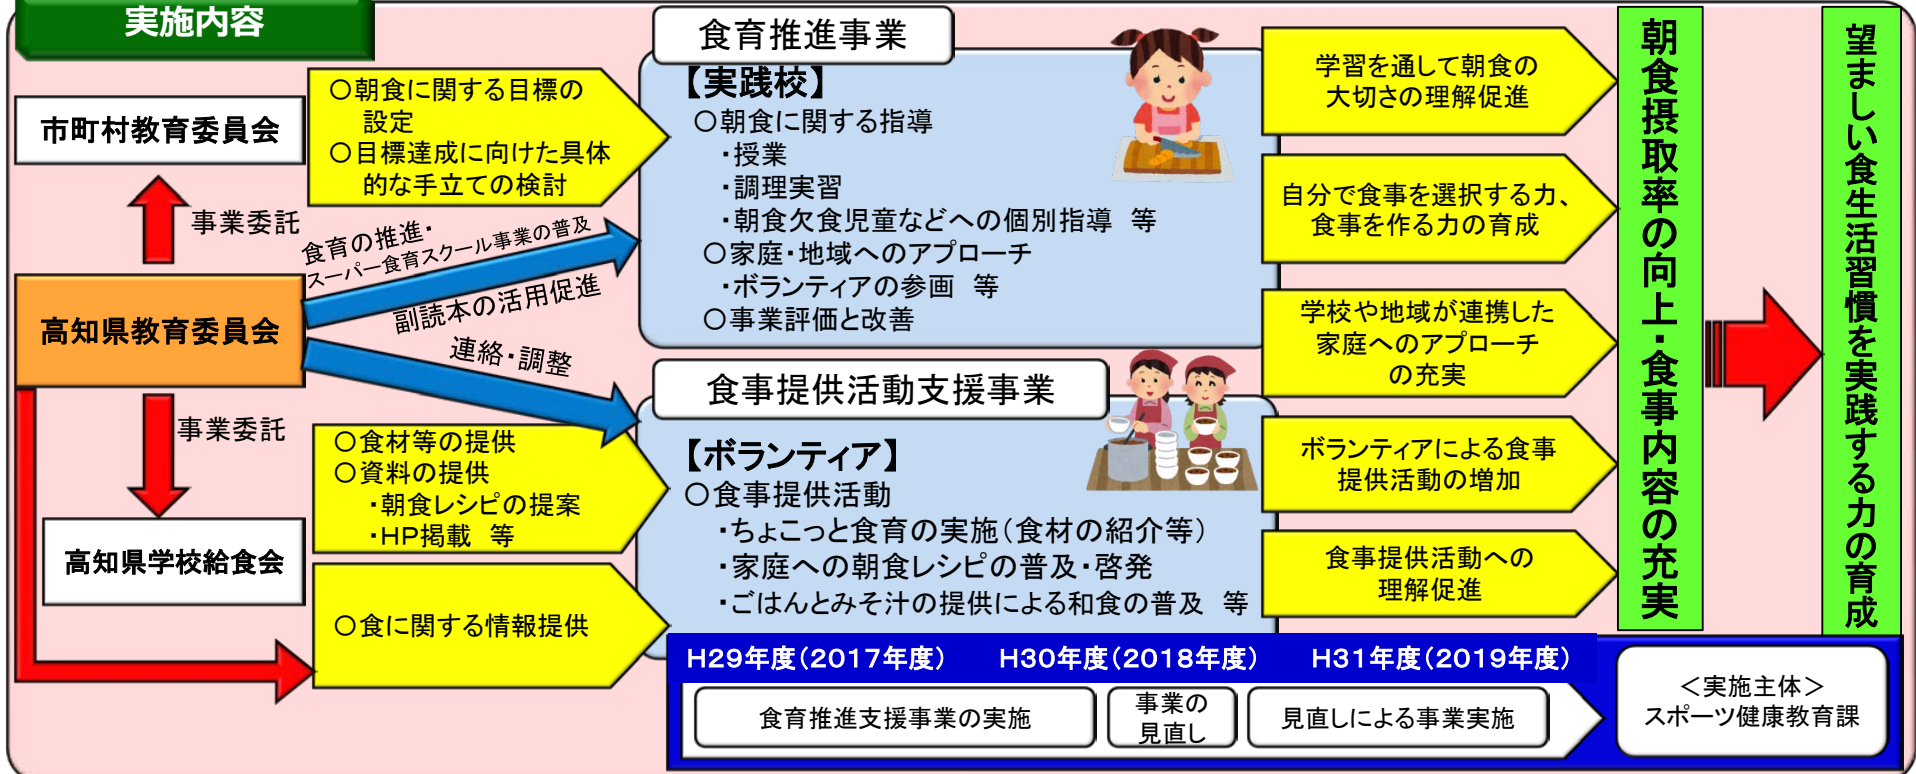 実施内容
市町村教育委員会
事業委託
高知県教育委員会
事業委託
高知県学校給食会
○朝食に関する目標の
設定
○目標達成に向けた具体
的な手立ての検討
食育の推進・
スーパー食育スクール事業の普及
副読本の活用促進
連絡・調整
○食材等の提供
○資料の提供
・朝食レシピの提案
・HP掲載 等
○食に関する情報提供
食育推進事業
【実践校】
○朝食に関する指導
・授業
・調理実習
・朝食欠食児童などへの個別指導 等
○家庭・地域へのアプローチ
・ボランティアの参画 等
○事業評価と改善
食事提供活動支援事業
【ボランティア】
○食事提供活動
・ちょこっと食育の実施(食材の紹介等)
・家庭への朝食レシピの普及・啓発
・ごはんとみそ汁の提供による和食の普及 等
学習を通して朝食の
大切さの理解促進
自分で食事を選択する力、
食事を作る力の育成
学校や地域が連携した
家庭へのアプローチ
の充実
ボランティアによる食事
提供活動の増加
食事提供活動への
理解促進
朝食摂取率の向上・食事内容の充実
望ましい食生活習慣を実践する力の育成
H29年度(2017年度) H30年度(2018年度) H31年度(2019年度)
食育推進支援事業の実施
事業の
見直し
見直しによる事業実施
<実施主体>
スポーツ健康教育課